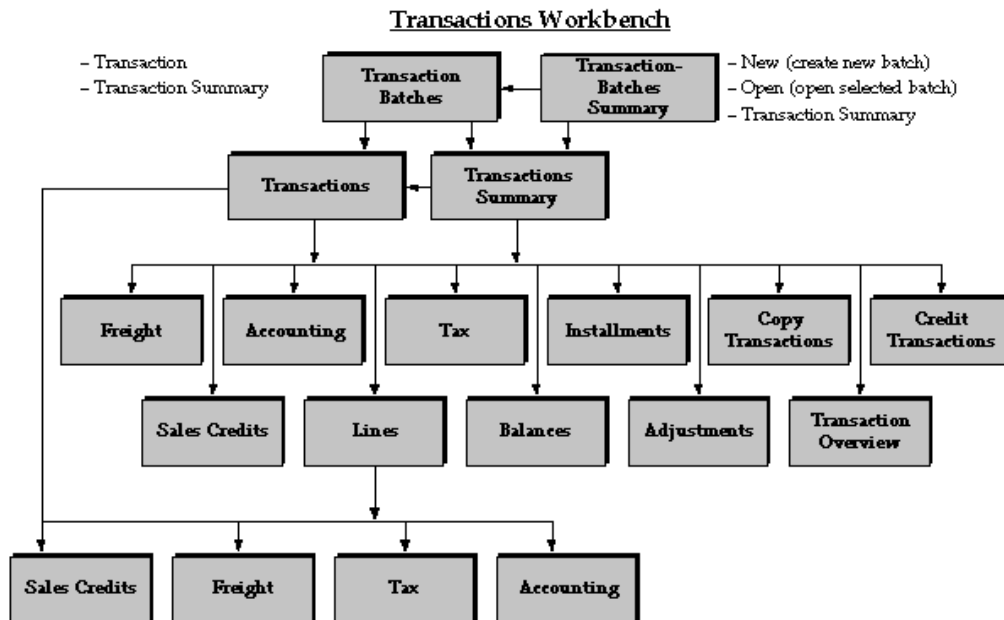 Transactions Workbench
– Transaction
– Transaction Summary
Transaction
Batches
Transaction-
Batches
Summary
– New (create new batch)
– Open (open selected batch)
– Transaction Summary
Transactions
Transactions
Summary
Freight
Accounting
Tax
Installments
Copy
Transactions
Credit
Transactions
Sales Credits
Lines
Balances
Adjustments
Transaction
Overview
Sales Credits
Freight
Tax
Accounting